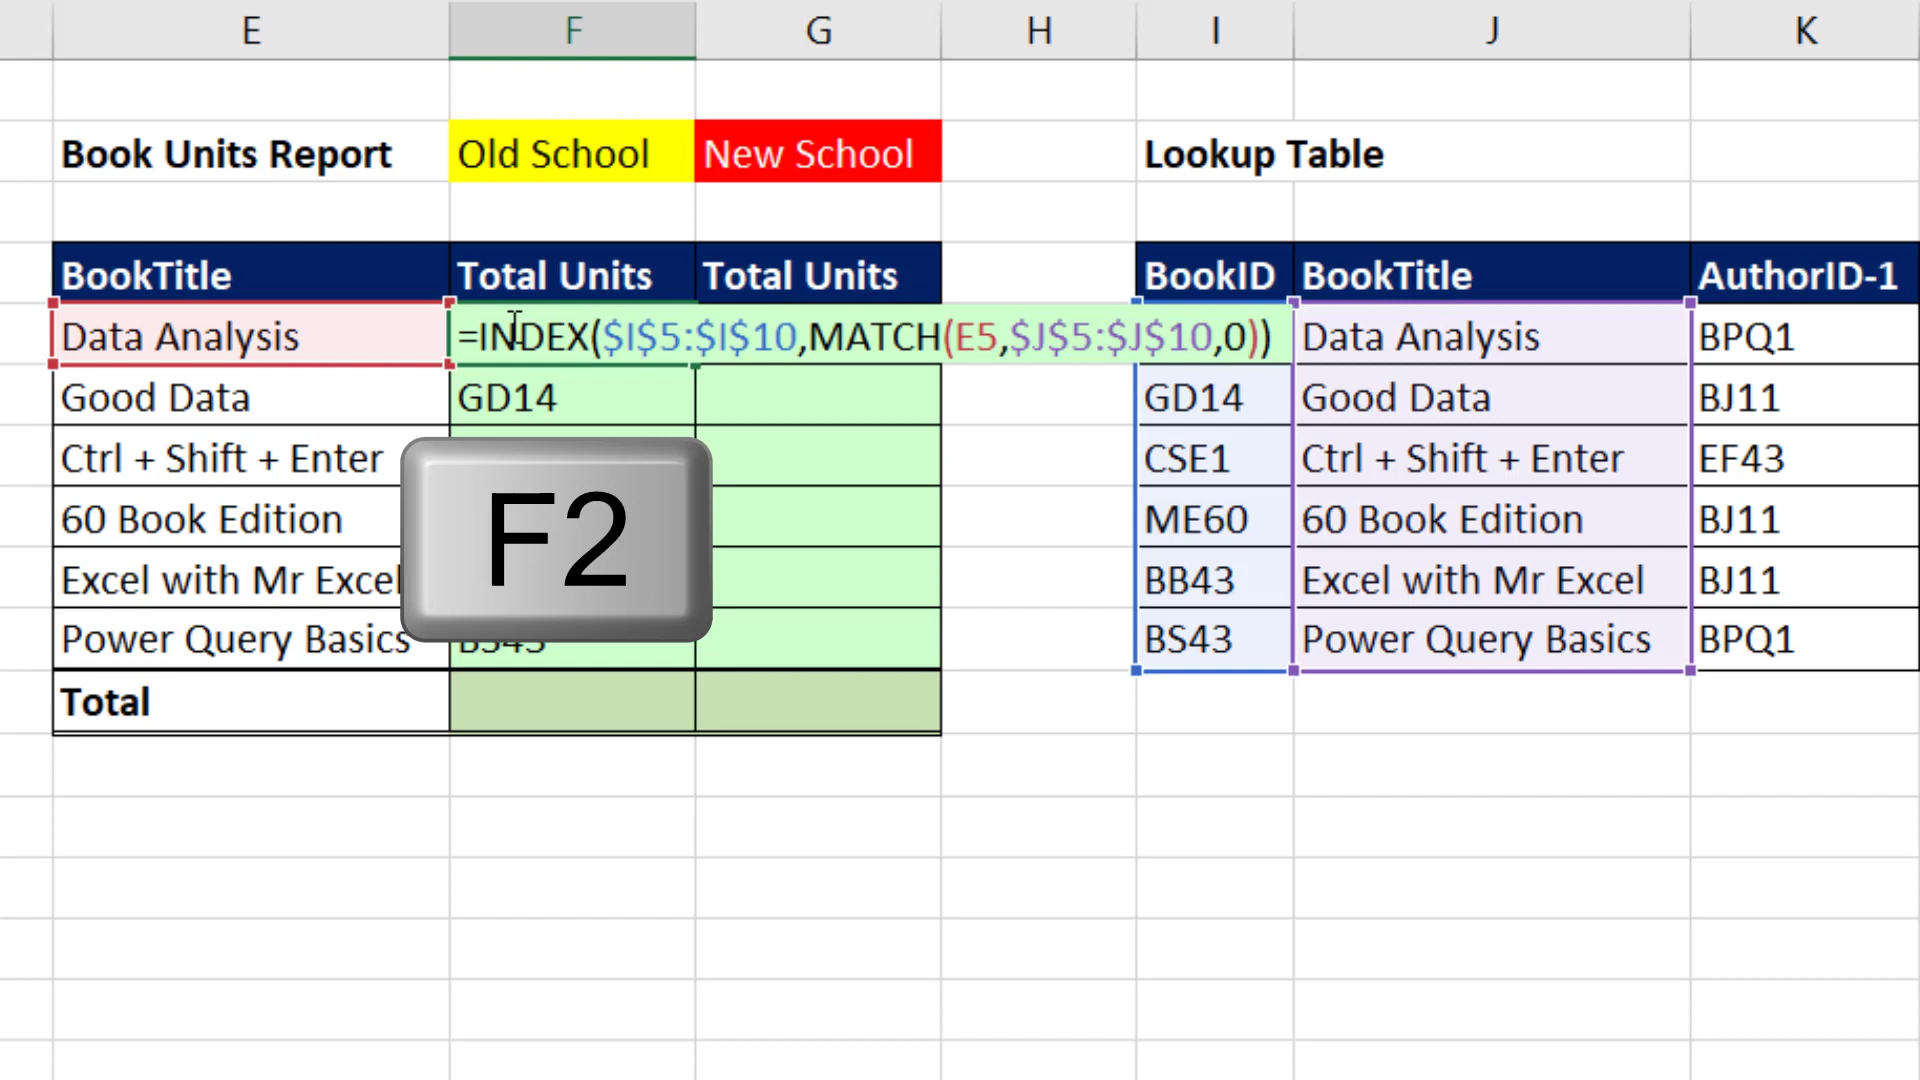 E F G H I J K
Book Units Report Old School New School Lookup Table
BookTitle Total Units Total Units BookID BookTitle AuthorID-1
Data Analysis =INDEX($I$5:$I$10,MATCH(E5,$J$5:$J$10,0)) Data Analysis BPQ1
Good Data GD14 GD14 Good Data BJ11
Ctrl + Shift + Enter CSE1 Ctrl + Shift + Enter EF43
60 Book Edition F2 ME60 60 Book Edition BJ11
Excel with Mr Excel BB43 Excel with Mr Excel BJ11
Power Query Basics BS43 BS43 Power Query Basics BPQ1
Total